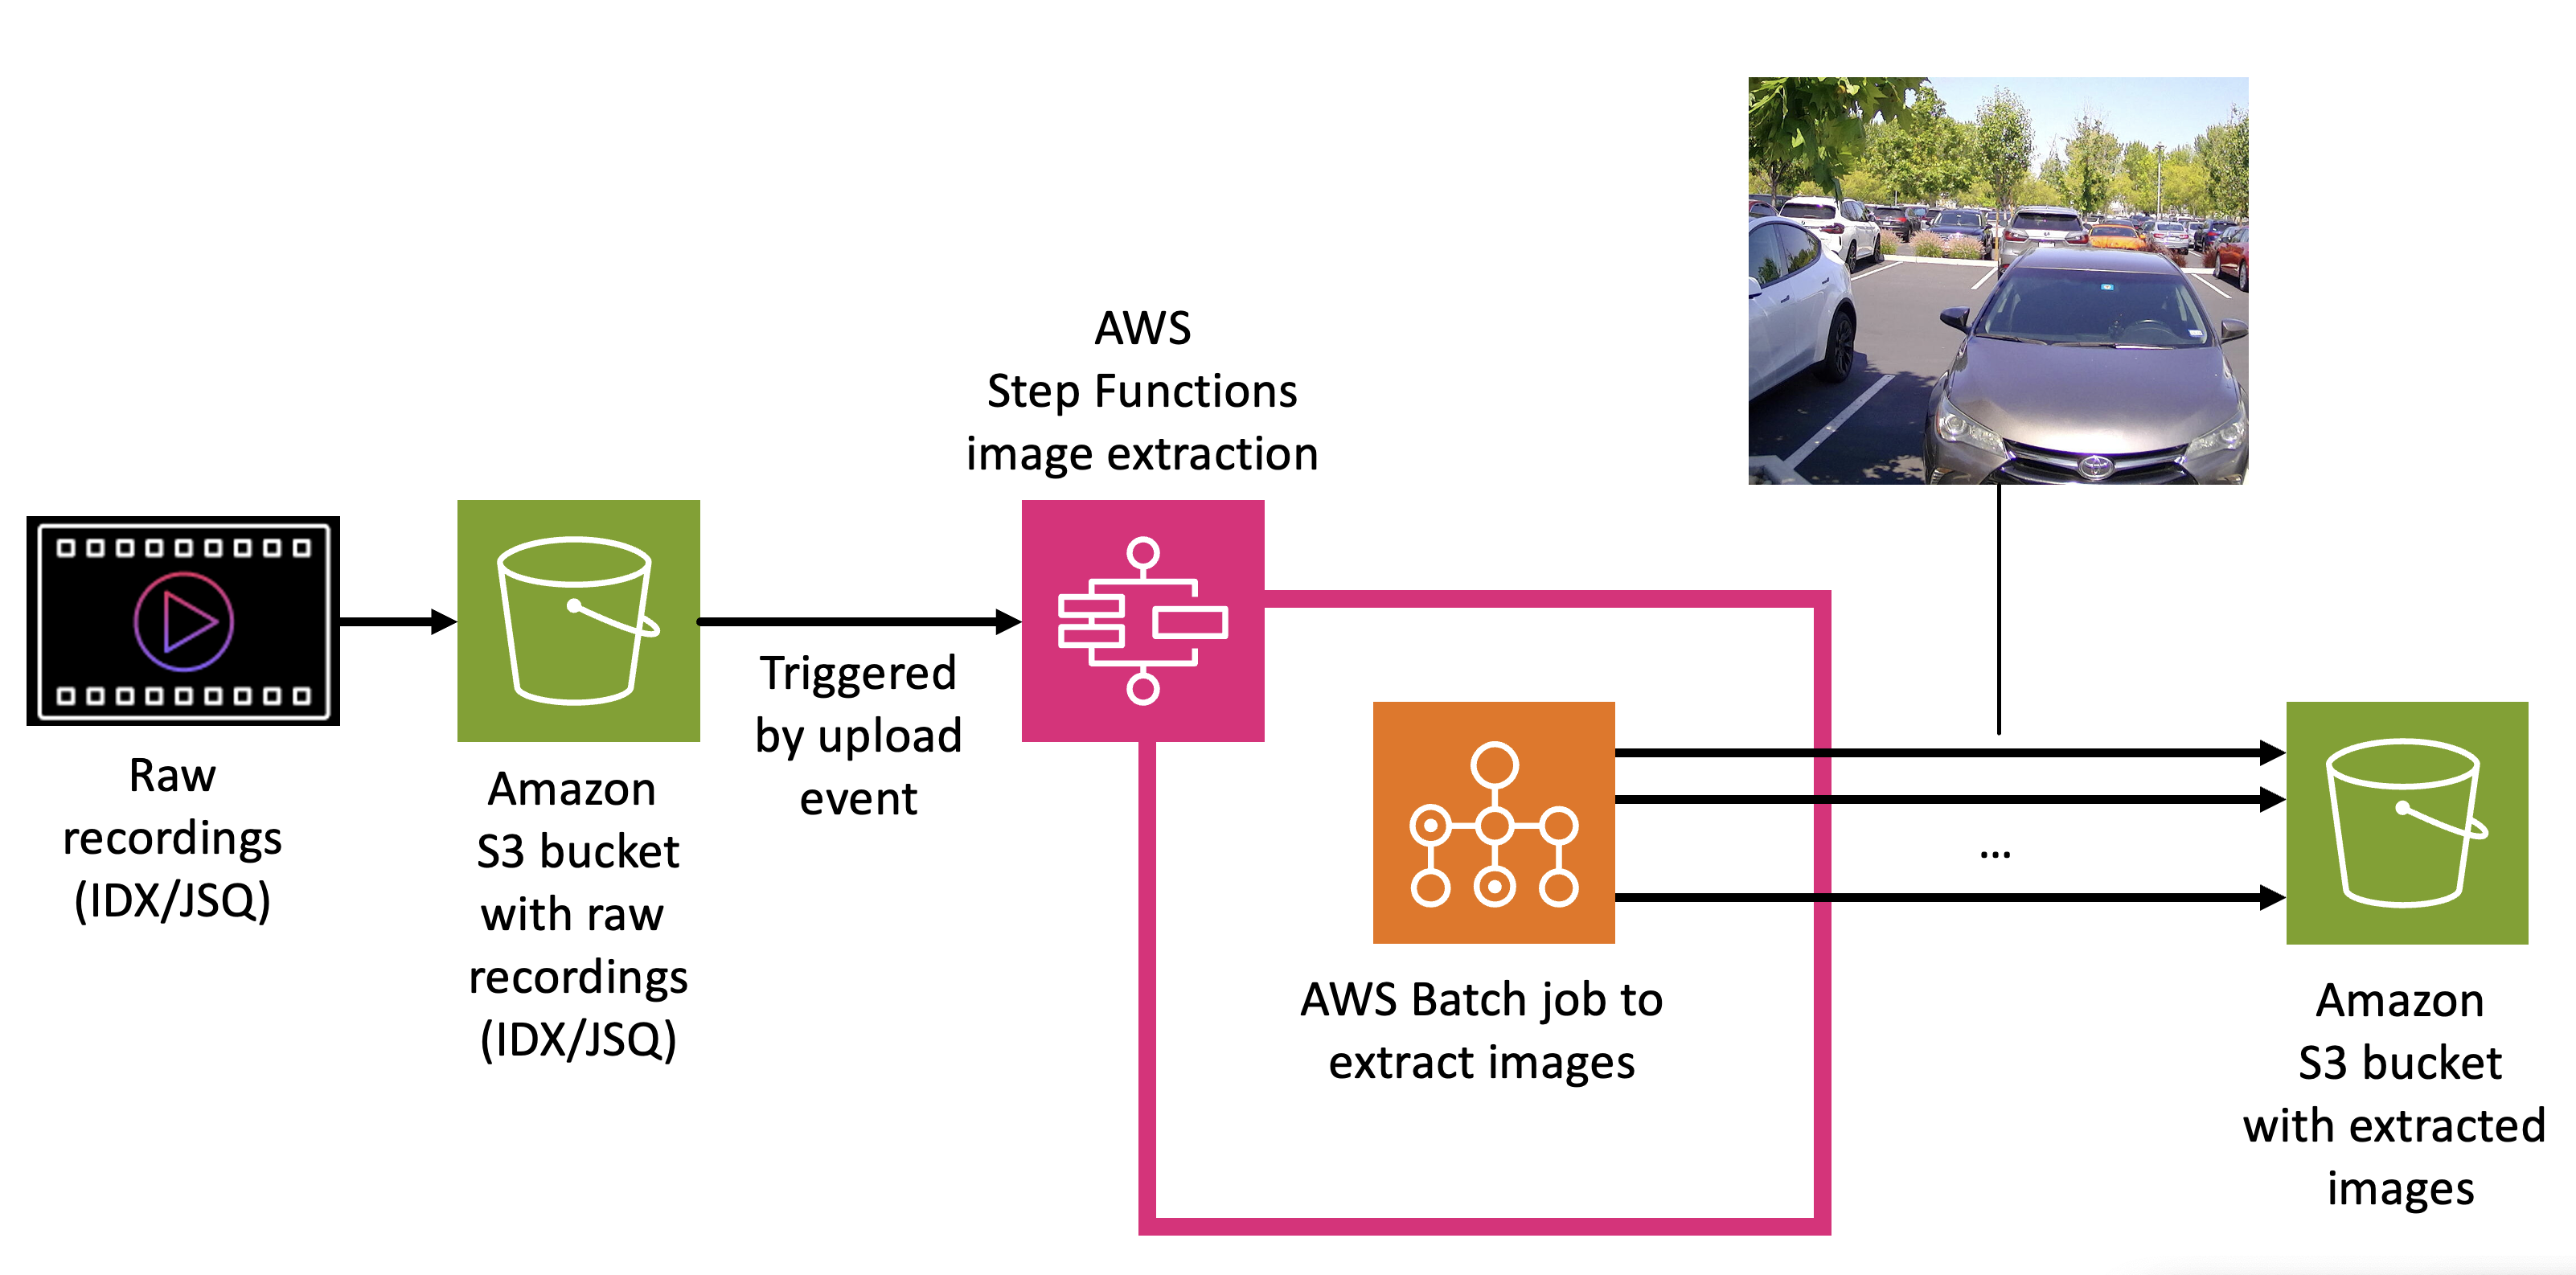 Raw
recordings
(IDX/JSQ)
Amazon
S3 bucket
with raw
recordings
(IDX/JSQ)
Triggered
by upload
event
AWS
Step Functions
image extraction
AWS Batch job to
extract images
...
Amazon
S3 bucket
with extracted
images